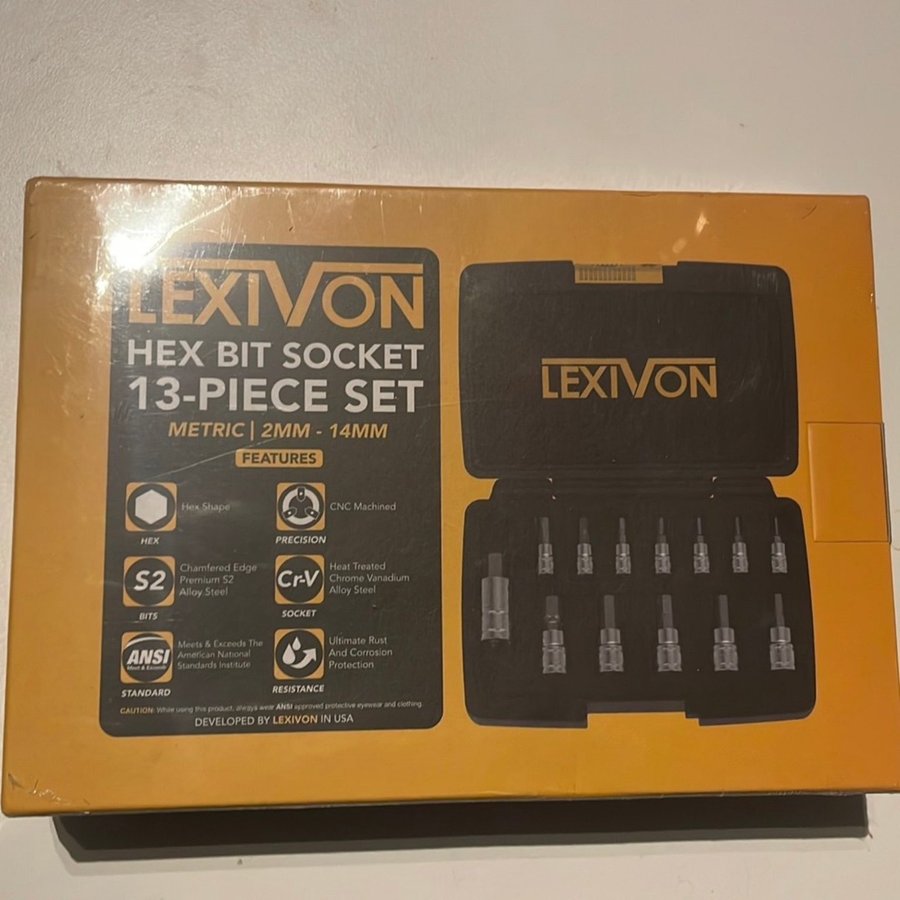 LEXIVON
HEX BIT SOCKET
13-PIECE SET
METRIC | 2MM - 14MM
FEATURES
Hex Shape
HEX
CNC Machined
PRECISION
S2
Chamfered Edge
Premium S2
Alloy Steel
BITS
Cr-V
Heat Treated
Chrome Vanadium
Alloy Steel
SOCKET
ANSI
Meet & Exceeds
Meets & Exceeds The
American National
Standards Institute
STANDARD
Ultimate Rust
And Corrosion
Protection
RESISTANCE
CAUTION: While using this product, always wear ANSI approved protective eyewear and clothing.
DEVELOPED BY LEXIVON IN USA
LEXIVON